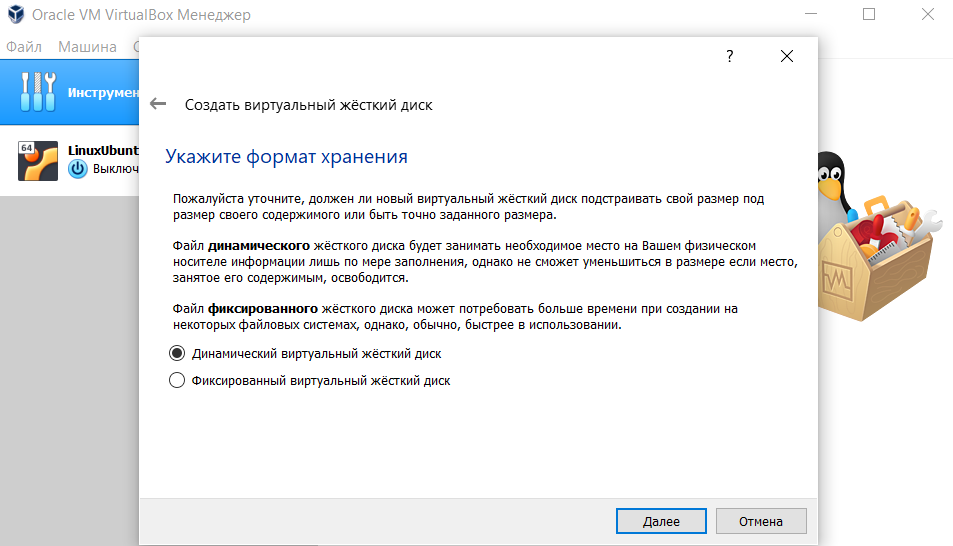 Oracle VM VirtualBox Менеджер
Файл Машина
?
Инструмен
Создать виртуальный жёсткий диск
64
LinuxUbunt
Выключ
Укажите формат хранения
Пожалуйста уточните, должен ли новый виртуальный жёсткий диск подстраивать свой размер под
размер своего содержимого или быть точно заданного размера.
Файл динамического жёсткого диска будет занимать необходимое место на Вашем физическом
носителе информации лишь по мере заполнения, однако не сможет уменьшиться в размере если место,
занятое его содержимым, освободится.
Файл фиксированного жёсткого диска может потребовать больше времени при создании на
некоторых файловых системах, однако, обычно, быстрее в использовании.
Динамический виртуальный жёсткий диск
Фиксированный виртуальный жёсткий диск
Далее
Отмена